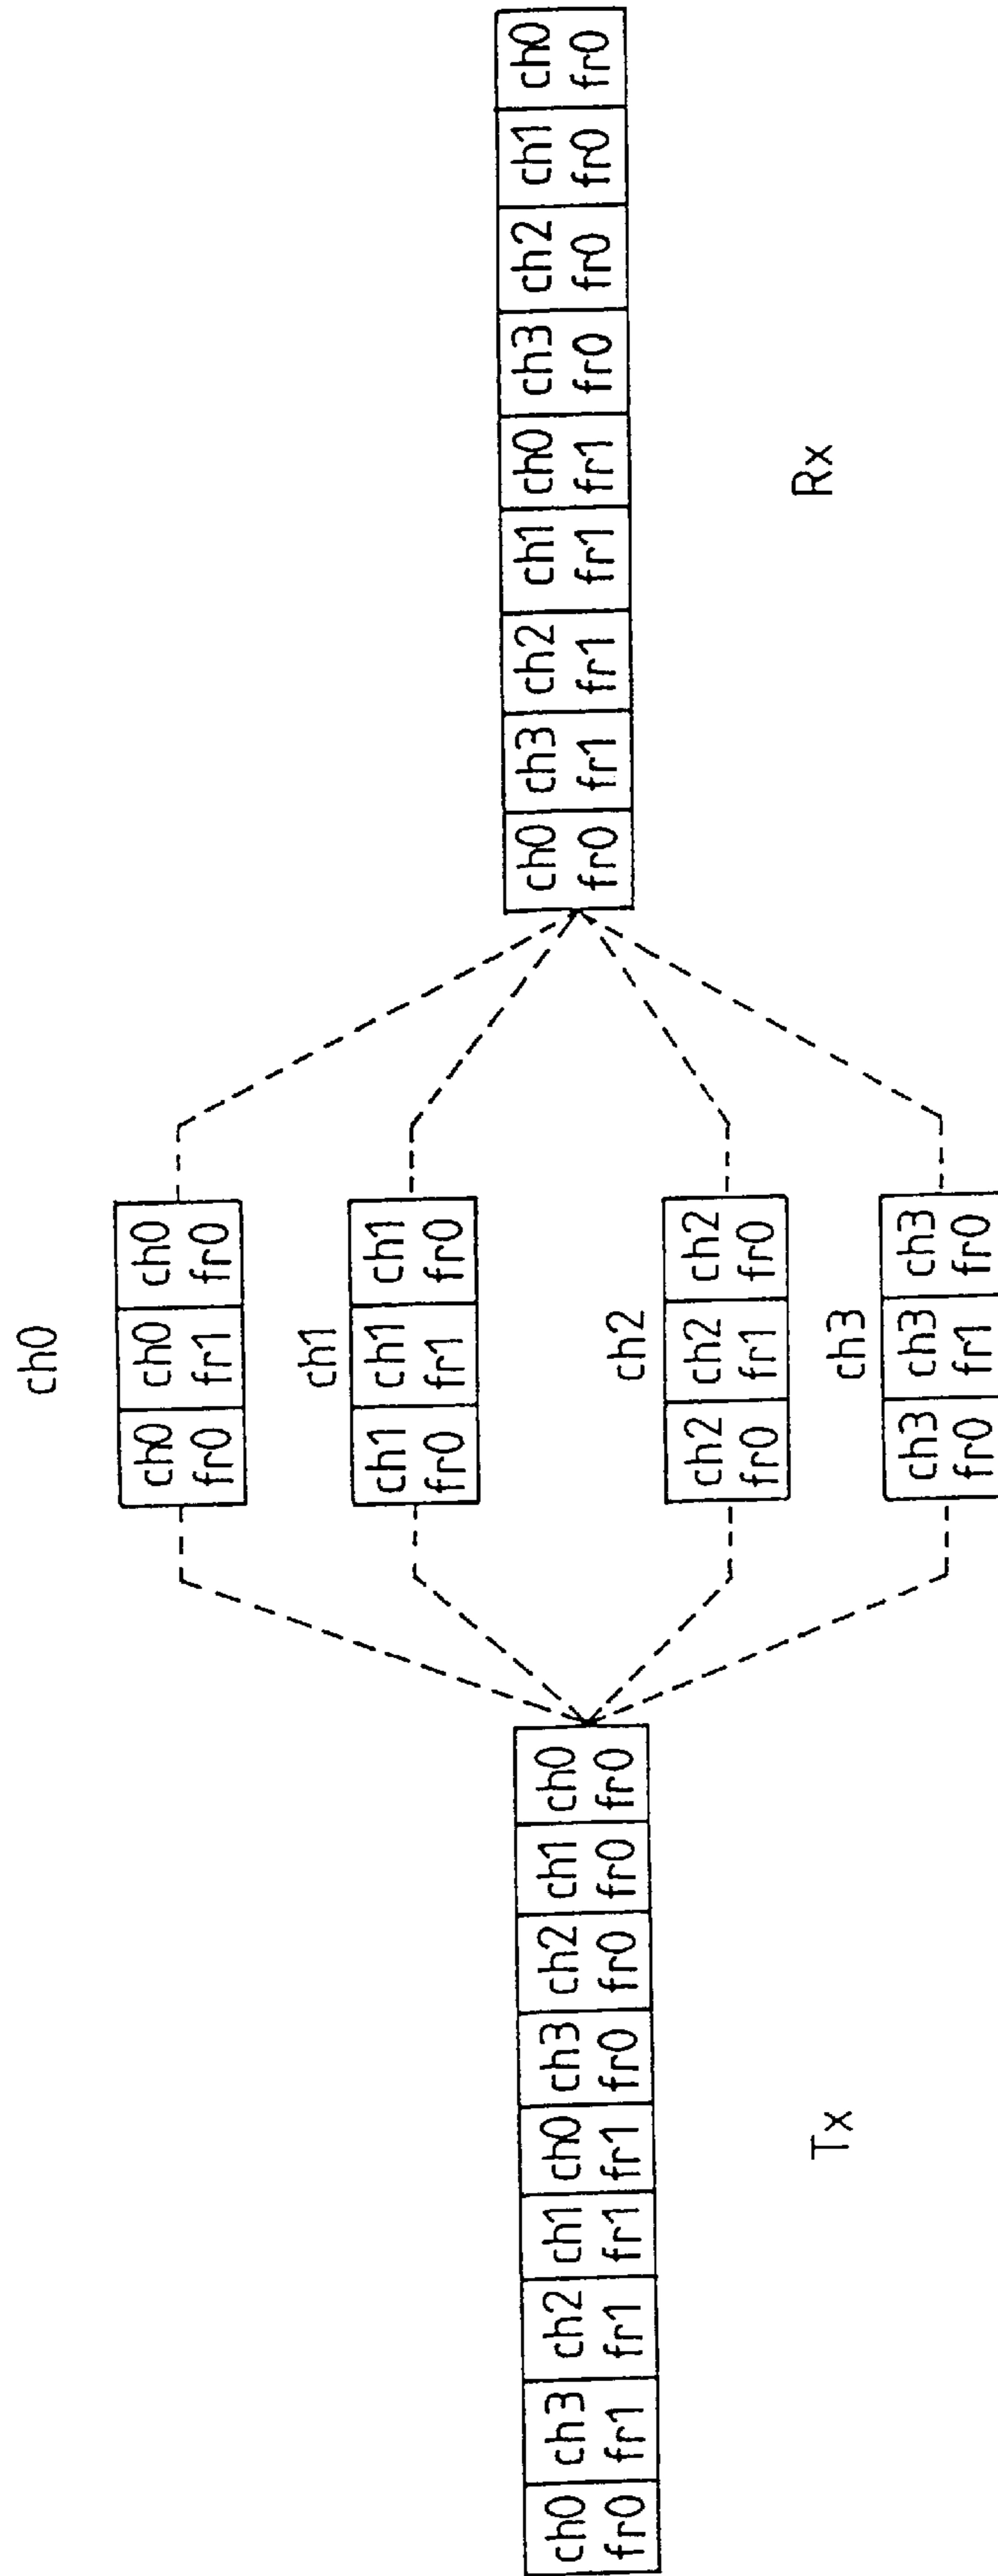 ch0
ch0 ch0 ch0
fr0 fr1 fr0
ch1
ch1 ch1 ch1
fr0 fr1 fr0
ch0 ch3 ch2 ch1 ch0 ch3 ch2 ch1 ch0
fr0 fr1 fr1 fr1 fr1 fr0 fr0 fr0 fr0
Tx
ch2
ch2 ch2 ch2
fr0 fr1 fr0
ch3
ch3 ch3 ch3
fr0 fr1 fr0
ch0 ch3 ch2 ch1 ch0 ch3 ch2 ch1 ch0
fr0 fr1 fr1 fr1 fr1 fr0 fr0 fr0 fr0
Rx